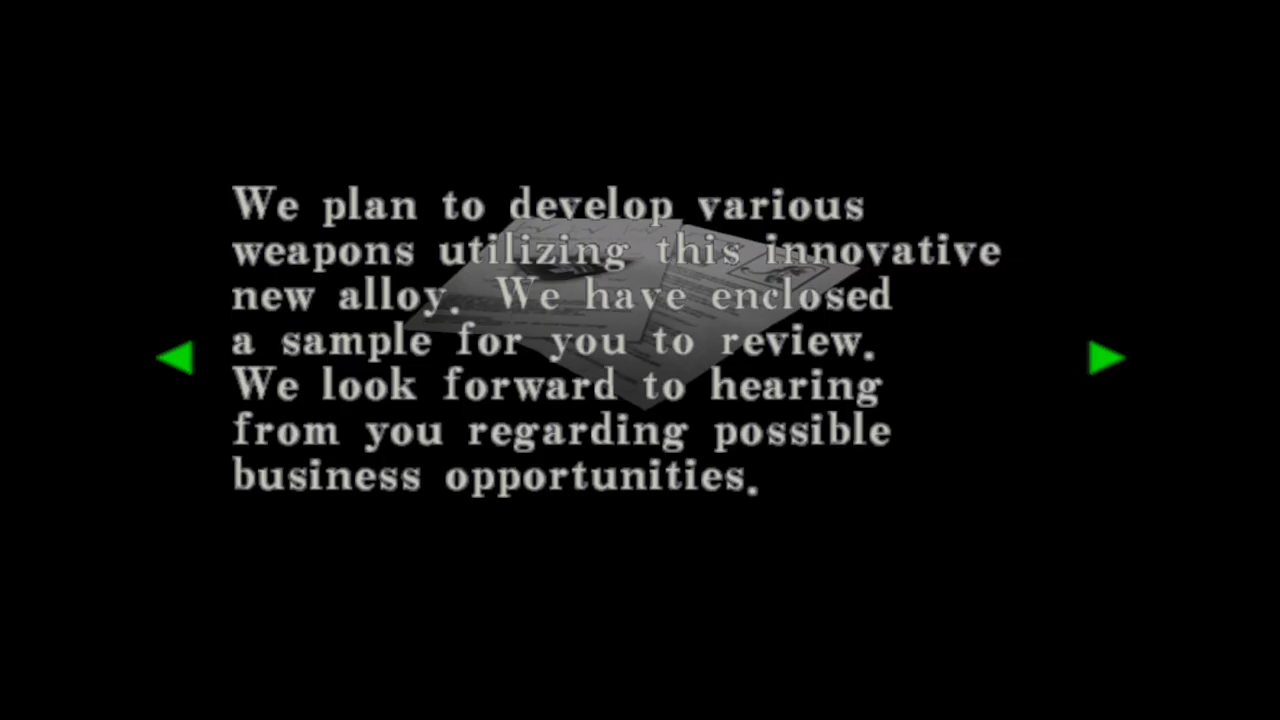 We plan to develop various
weapons utilizing this innovative
new alloy. We have enclosed
a sample for you to review.
We look forward to hearing
from you regarding possible
business opportunities.